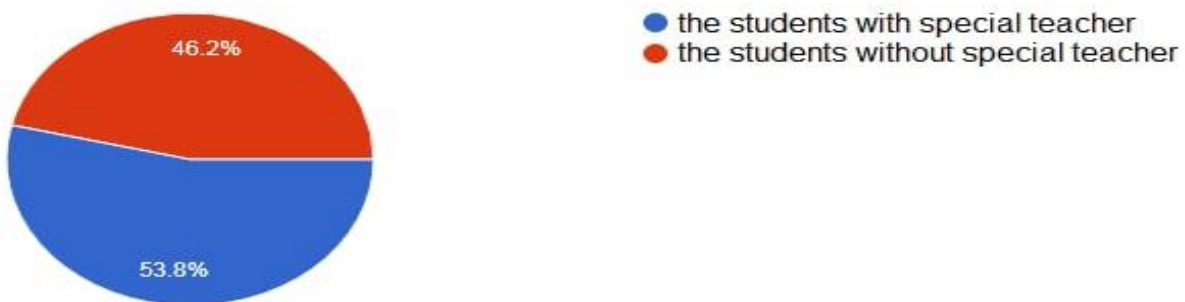 46.2%
53.8%
the students with special teacher
the students without special teacher